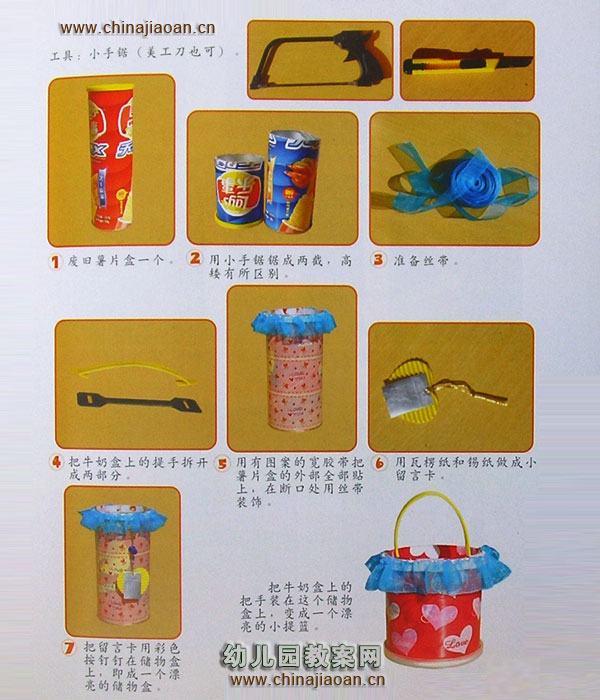 www.chinajiaoan.cn
工具：小手锯（美工刀也可）。
1 废旧薯片盒一个。
2 用小手锯锯成两截，高
矮有所区别。
3 准备丝带。
4 把牛奶盒上的提手拆开
成两部分。
5 用有图案的宽胶带把
薯片盒的外部全部贴
上，在断口处用丝带
装饰。
6 用瓦楞纸和锡纸做成小
留言卡。
7 把留言卡用彩色
按钉钉在储物盒
上，即成一个漂
亮的储物盒。
把牛奶盒上的
把手装在这个储物
盒上，变成一个漂
亮的小提篮。
Love
幼儿园教案网
www.chinajiaoan.cn